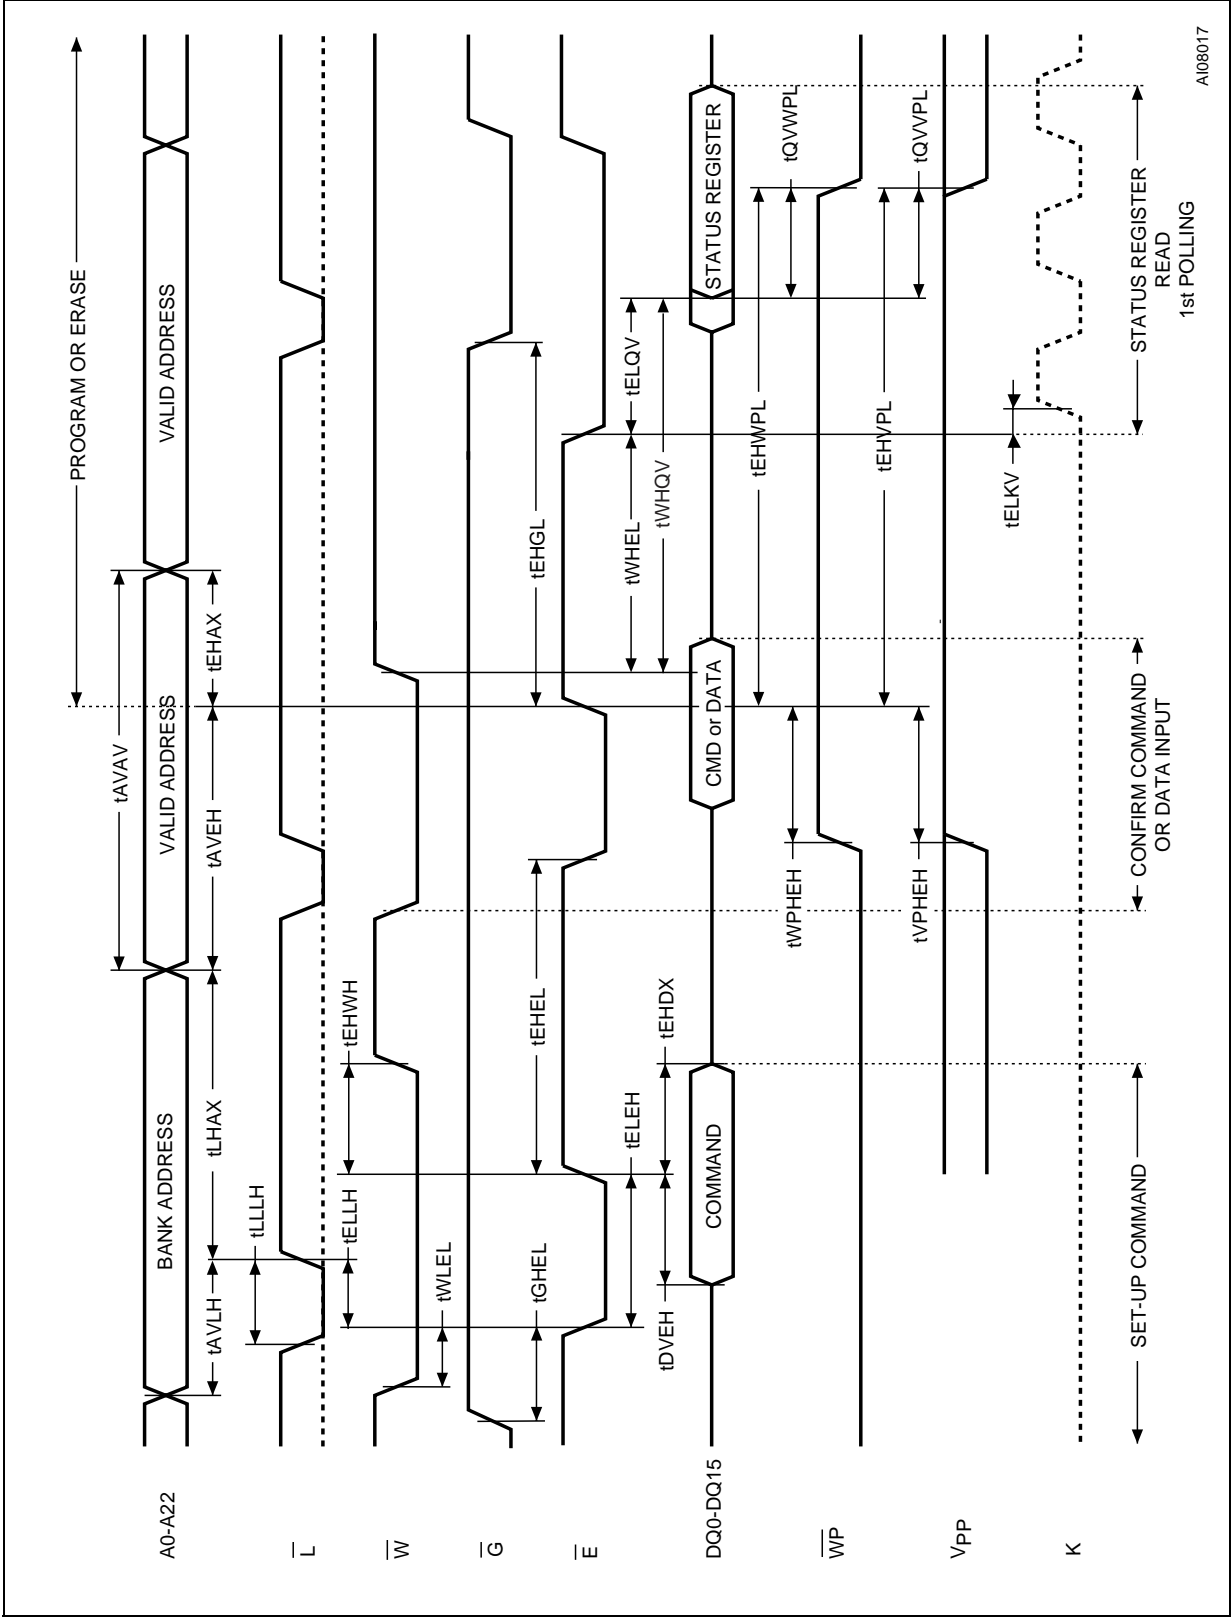 PROGRAM OR ERASE
tAVAV
A0-A22
BANK ADDRESS
VALID ADDRESS
VALID ADDRESS
tAVLH
tLHAX
tAVEH
tEHAX
tLLLH
L
tELLH
tEHWH
W
tWLEL
G
tGHEL
tEHEL
tEHGL
E
tELEH
tWHEL
tELQV
tDVEH
tEHDX
tWHQV
DQ0-DQ15
COMMAND
CMD or DATA
STATUS REGISTER
tEHWPL
tWPHEH
tQVWPL
WP
tEHVPL
tVPHEH
tQVVPL
VPP
tELKV
K
SET-UP COMMAND
CONFIRM COMMAND
OR DATA INPUT
STATUS REGISTER
READ
1st POLLING
AI08017